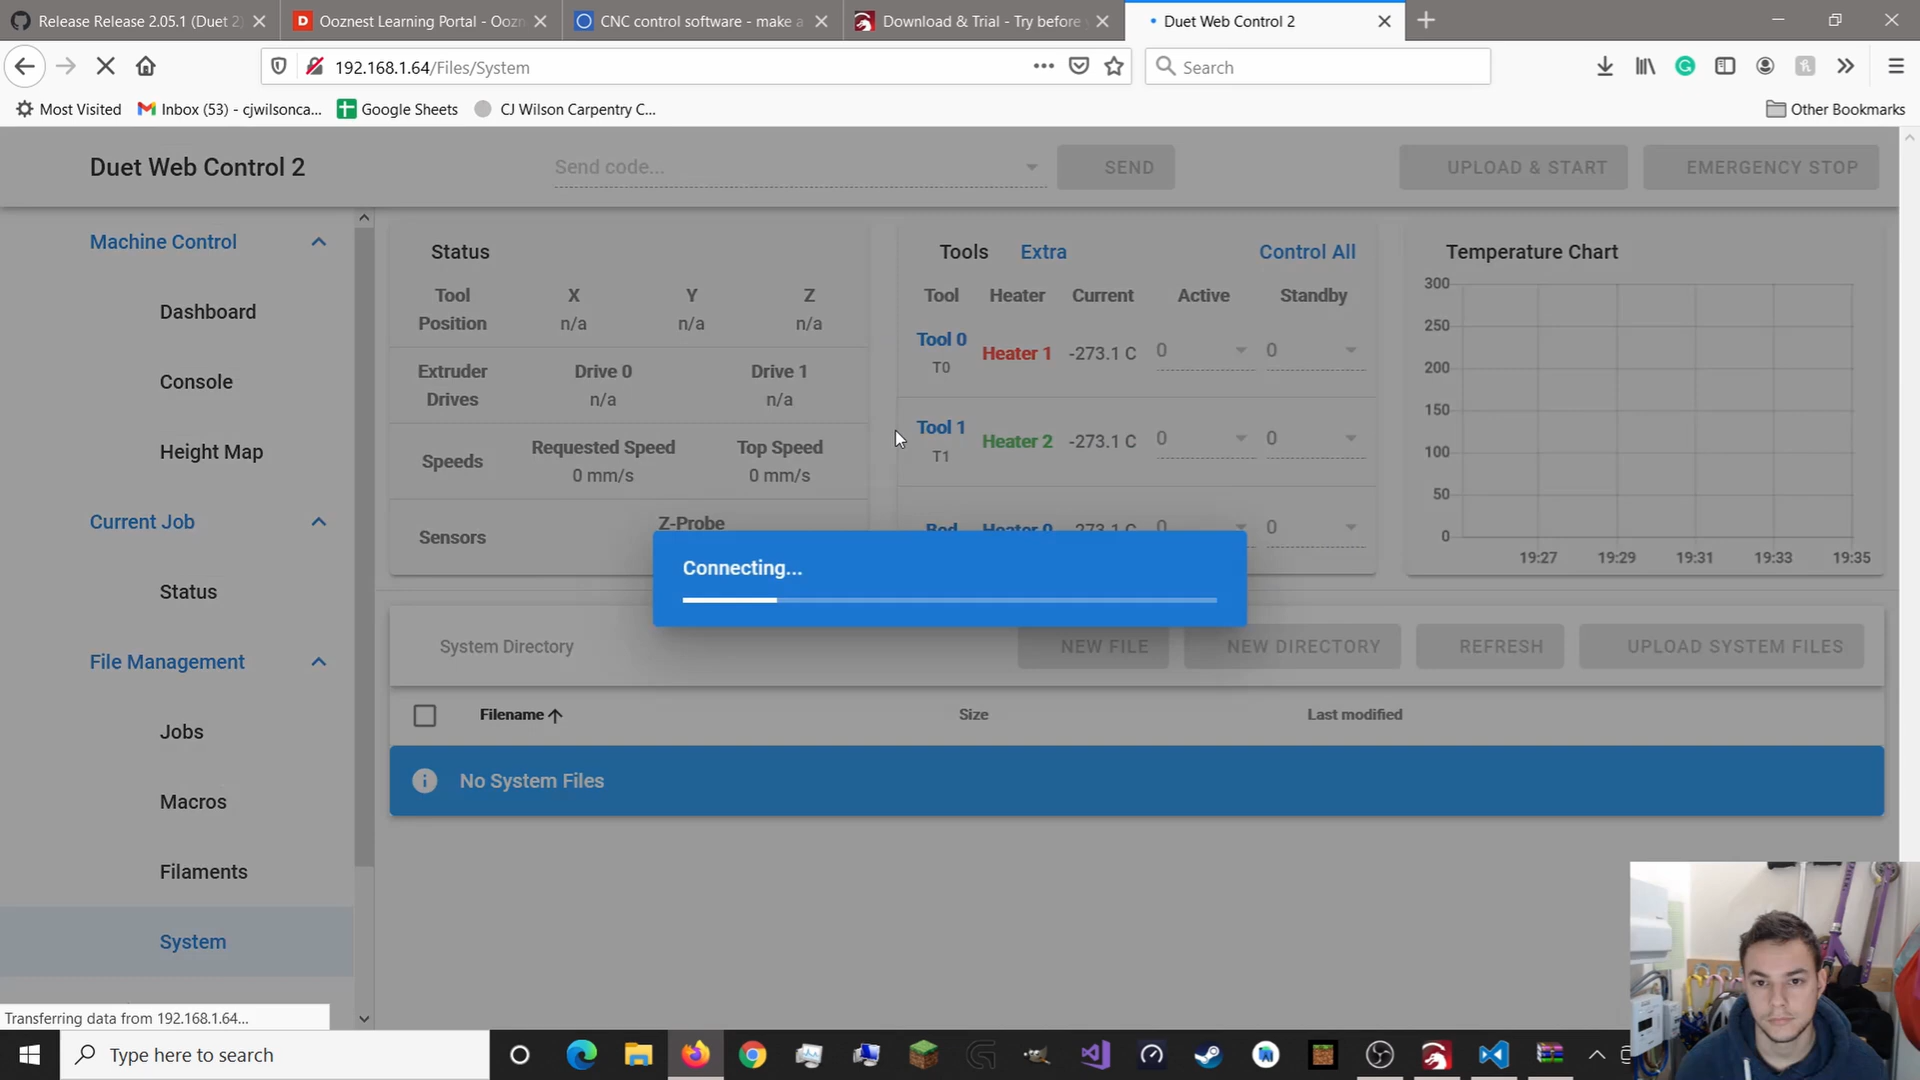 Release Release 2.05.1 (Duet 2)
Ooznest Learning Portal - Oozn
CNC control software - make a
Download & Trial - Try before
Duet Web Control 2
192.168.1.64/Files/System
Search
Most Visited
Inbox (53) - cjwilsonca...
Google Sheets
CJ Wilson Carpentry C...
Other Bookmarks
Duet Web Control 2
Send code...
SEND
UPLOAD & START
EMERGENCY STOP
Machine Control
Dashboard
Console
Height Map
Current Job
Status
File Management
Jobs
Macros
Filaments
System
Status
Tool Position
X
Y
Z
n/a
n/a
n/a
Extruder Drives
Drive 0
Drive 1
n/a
n/a
Speeds
Requested Speed
Top Speed
0 mm/s
0 mm/s
Sensors
Z-Probe
Tools
Extra
Control All
Tool
Heater
Current
Active
Standby
Tool 0
T0
Heater 1
-273.1 C
0
0
Tool 1
T1
Heater 2
-273.1 C
0
0
Bed
Heater 0
-273.1 C
0
0
Temperature Chart
300
250
200
150
100
50
0
19:27
19:29
19:31
19:33
19:35
Connecting...
System Directory
NEW FILE
NEW DIRECTORY
REFRESH
UPLOAD SYSTEM FILES
Filename
Size
Last modified
No System Files
Transferring data from 192.168.1.64...
Type here to search